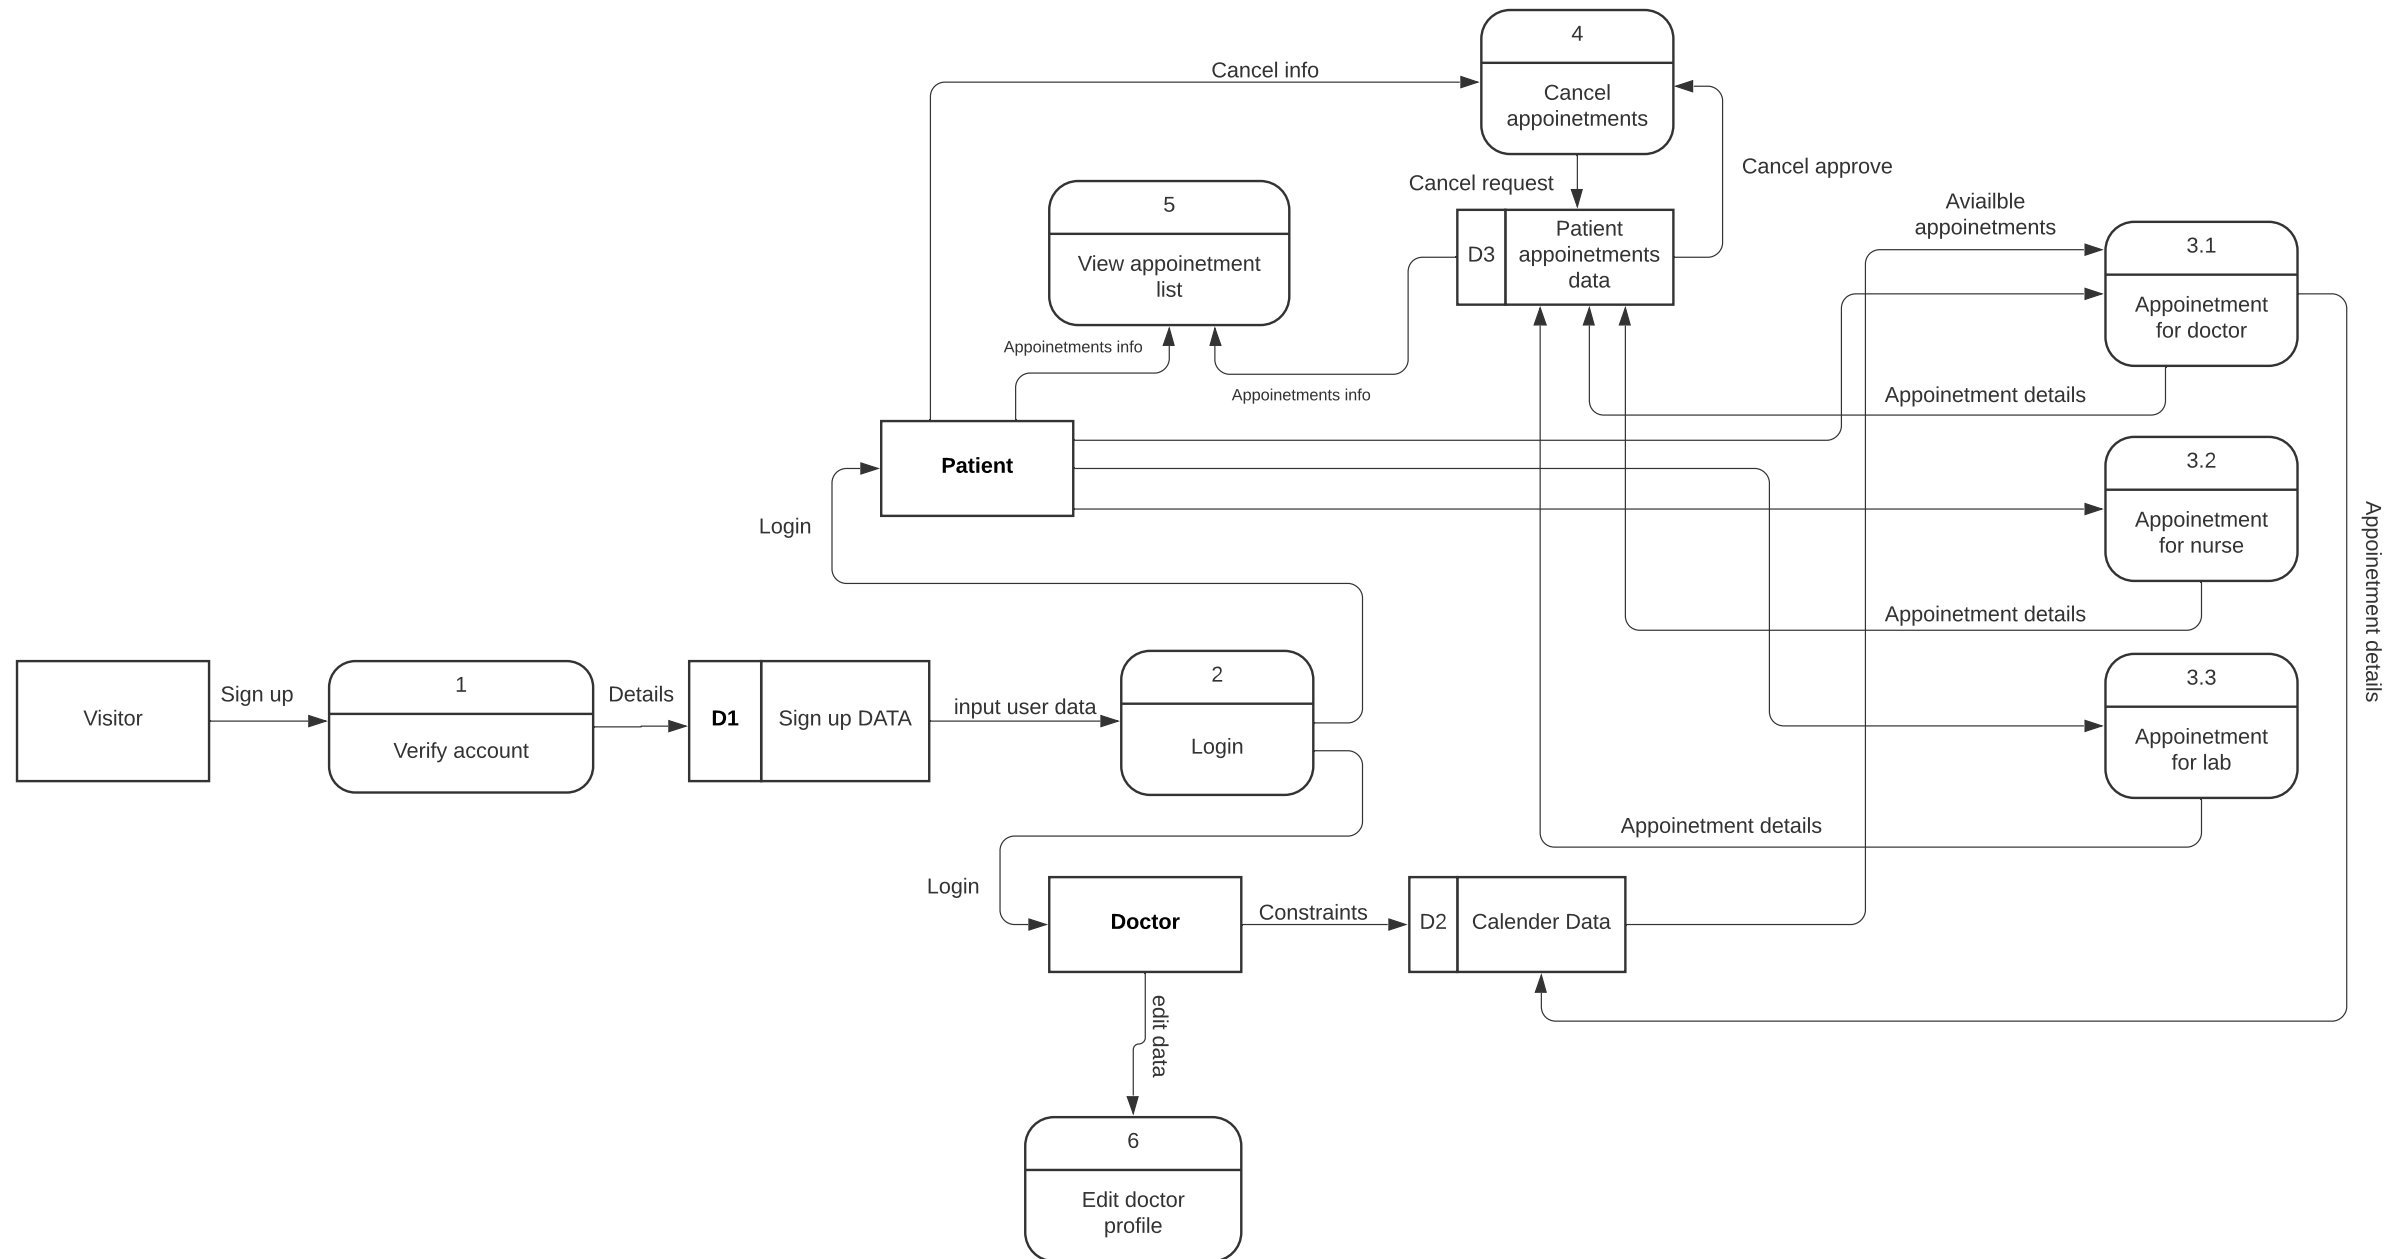 4
Cancel info
Cancel
appoinetments
Cancel approve
Cancel request
5
View appoinetment
list
D3
Patient
appoinetments
data
Aviailble
appoinetments
3.1
Appoinetment
for doctor
Appoinetments info
Appoinetments info
Appoinetment details
Patient
3.2
Appoinetment
for nurse
Login
Appoinetment details
Appoinetment details
Visitor
Sign up
1
Verify account
Details
D1
Sign up DATA
input user data
2
Login
3.3
Appoinetment
for lab
Appoinetment details
Login
Doctor
Constraints
D2
Calender Data
edit data
6
Edit doctor
profile